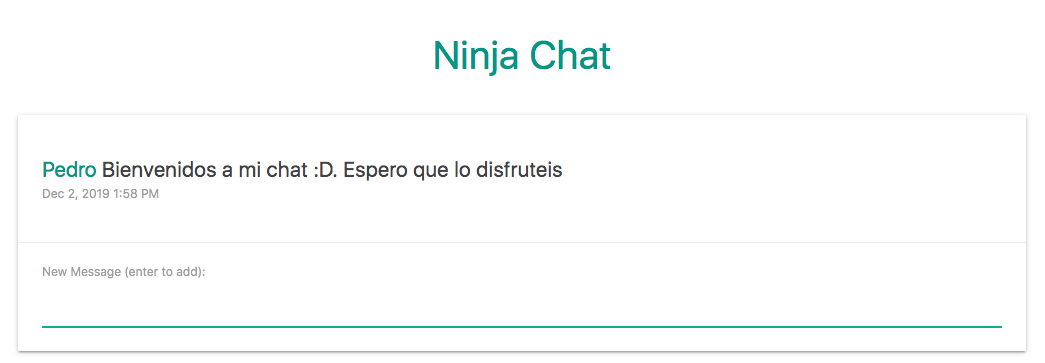 Ninja Chat
Pedro Bienvenidos a mi chat :D. Espero que lo disfruteis
Dec 2, 2019 1:58 PM
New Message (enter to add):